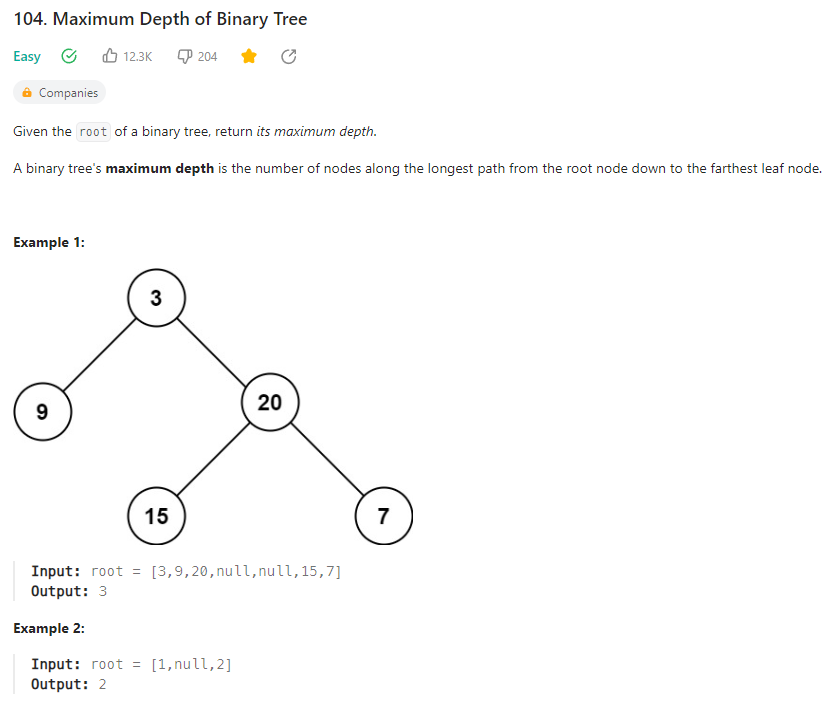 104. Maximum Depth of Binary Tree
Easy 12.3K 204
Companies
Given the root of a binary tree, return its maximum depth.
A binary tree's maximum depth is the number of nodes along the longest path from the root node down to the farthest leaf node.
Example 1:
3
9
20
15
7
Input: root = [3,9,20,null,null,15,7]
Output: 3
Example 2:
Input: root = [1,null,2]
Output: 2